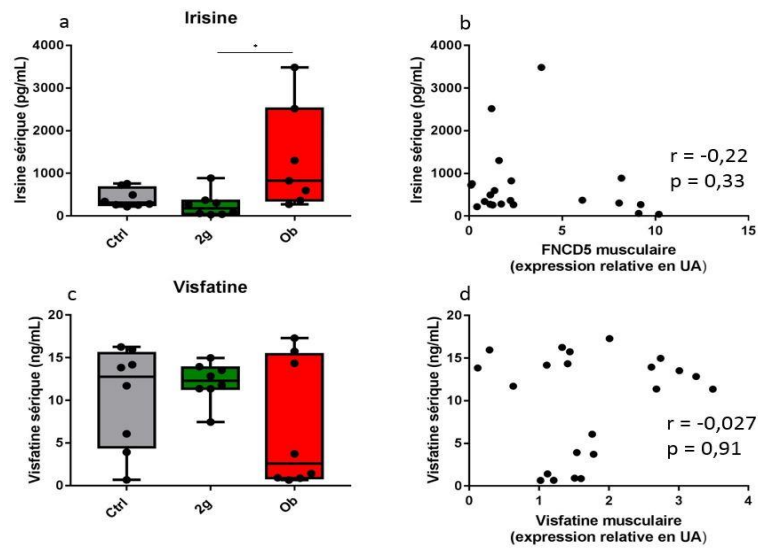 a
Irisine
*
Irsine sérique (pg/mL)
4000
3000
2000
1000
0
Ctrl
2g
Ob
b
Irisine sérique (pg/mL)
4000
3000
2000
1000
0
r = -0,22
p = 0,33
0
5
10
15
FNCD5 musculaire
(expression relative en UA)
c
Visfatine
Visfatine sérique (ng/mL)
20
15
10
5
0
Ctrl
2g
Ob
d
Visfatine sérique (ng/mL)
20
15
10
5
0
r = -0,027
p = 0,91
0
1
2
3
4
Visfatine musculaire
(expression relative en UA)